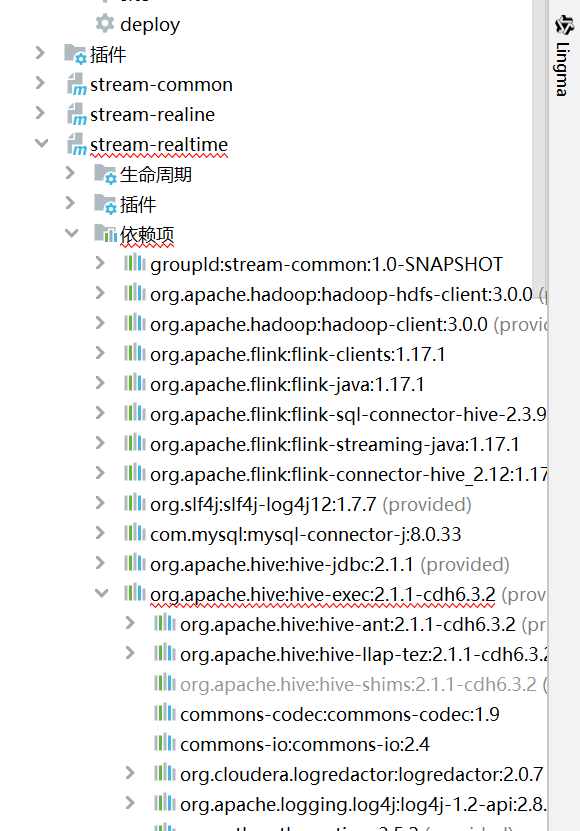 deploy
插件
stream-common
stream-realine
stream-realtime
生命周期
插件
依赖项
groupId:stream-common:1.0-SNAPSHOT
org.apache.hadoop:hadoop-hdfs-client:3.0.0 (p
org.apache.hadoop:hadoop-client:3.0.0 (provid
org.apache.flink:flink-clients:1.17.1
org.apache.flink:flink-java:1.17.1
org.apache.flink:flink-sql-connector-hive-2.3.9
org.apache.flink:flink-streaming-java:1.17.1
org.apache.flink:flink-connector-hive_2.12:1.17
org.slf4j:slf4j-log4j12:1.7.7 (provided)
com.mysql:mysql-connector-j:8.0.33
org.apache.hive:hive-jdbc:2.1.1 (provided)
org.apache.hive:hive-exec:2.1.1-cdh6.3.2 (prov
org.apache.hive:hive-ant:2.1.1-cdh6.3.2 (pr
org.apache.hive:hive-llap-tez:2.1.1-cdh6.3.2
org.apache.hive:hive-shims:2.1.1-cdh6.3.2 (
commons-codec:commons-codec:1.9
commons-io:commons-io:2.4
org.cloudera.logredactor:logredactor:2.0.7
org.apache.logging.log4j:log4j-1.2-api:2.8.
Lingma